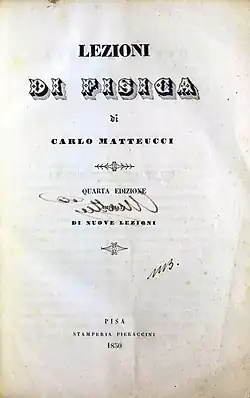 LEZIONI
DI FISICA
di
CARLO MATTEUCCI
QUARTA EDIZIONE
DI NUOVE LEZIONI
PISA
STAMPERIA PIERACCINI
1850